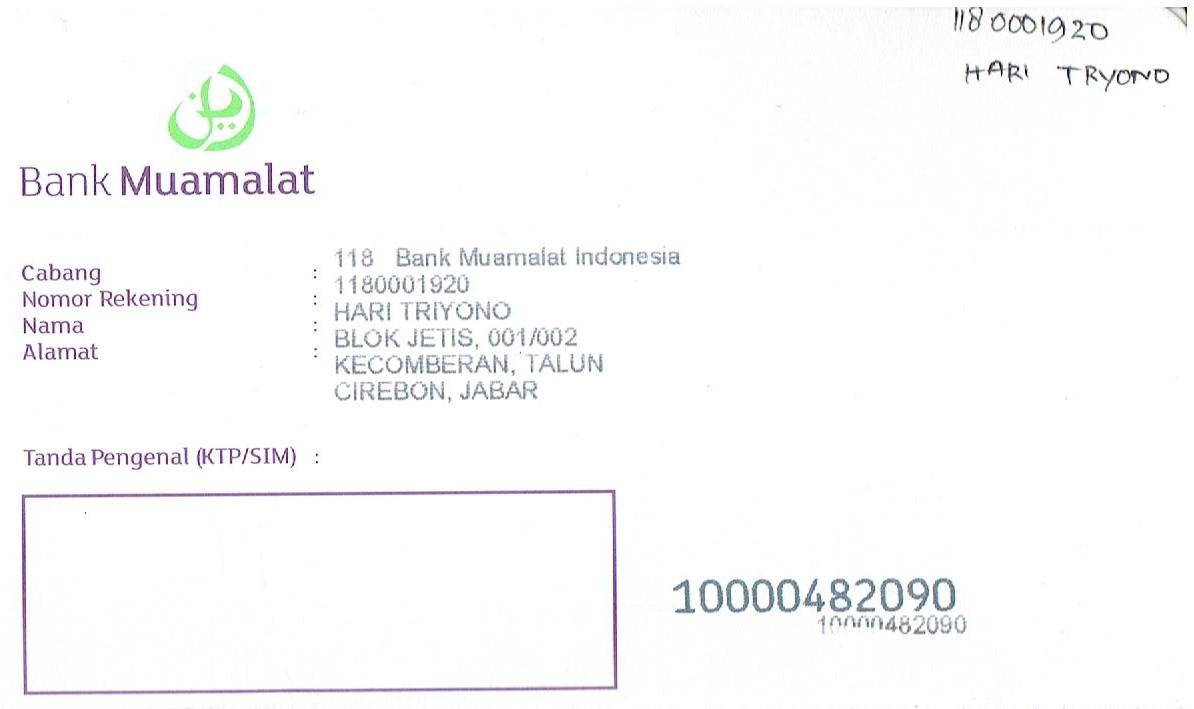 1180001920
HARI TRYONO
Bank Muamalat
Cabang : 118 Bank Muamalat Indonesia
Nomor Rekening : 1180001920
Nama : HARI TRIYONO
Alamat : BLOK JETIS, 001/002
KECOMBERAN, TALUN
CIREBON, JABAR
Tanda Pengenal (KTP/SIM) :
10000482090
10000482090